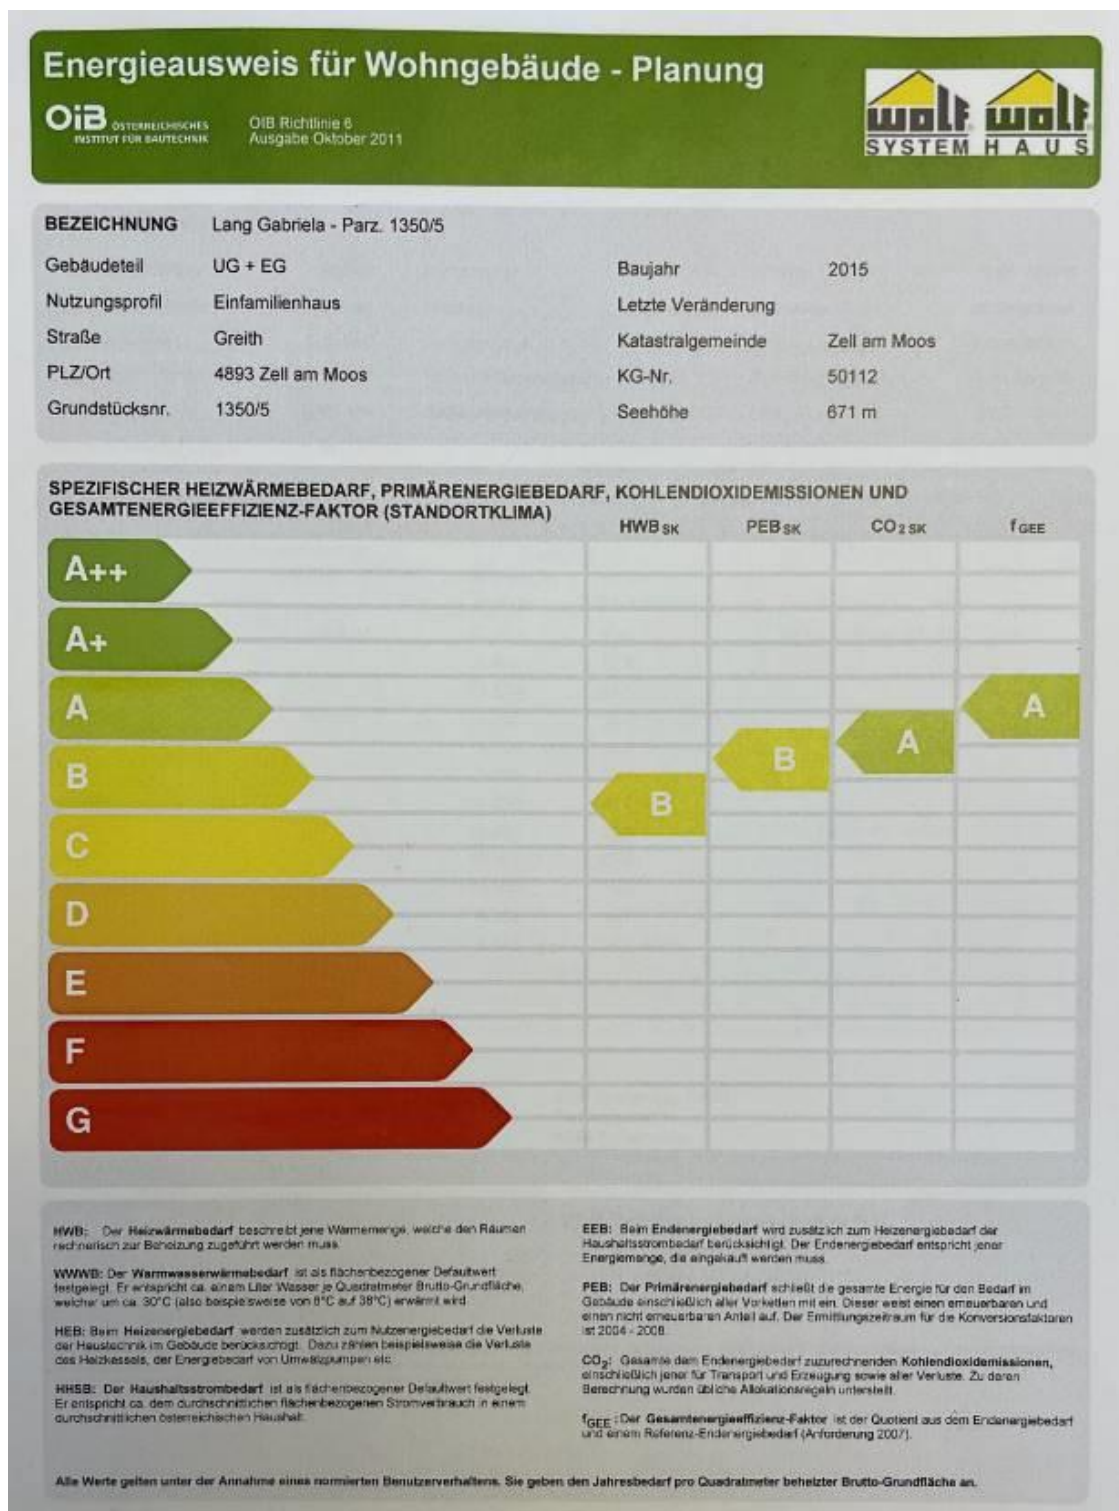 Energieausweis für Wohngebäude - Planung
OiB ÖSTERREICHISCHES
INSTITUT FÜR BAUTECHNIK
OIB Richtlinie 6
Ausgabe Oktober 2011
wolf wolf
SYSTEM HAUS
BEZEICHNUNG Lang Gabriela - Parz. 1350/5
Gebäudeteil UG + EG
Baujahr 2015
Nutzungsprofil Einfamilienhaus
Letzte Veränderung
Straße Greith
Katastralgemeinde Zell am Moos
PLZ/Ort 4893 Zell am Moos
KG-Nr. 50112
Grundstücksnr. 1350/5
Seehöhe 671 m
SPEZIFISCHER HEIZWÄRMEBEDARF, PRIMÄRENERGIEBEDARF, KOHLENDIOXIDEMISSIONEN UND
GESAMTENERGIEEFFIZIENZ-FAKTOR (STANDORTKLIMA)
HWB SK PEB SK CO2 SK f GEE
A++
A+
A
A
B
B
A
B
C
D
E
F
G
HWB: Der Heizwärmebedarf beschreibt jene Wärmemenge, welche den Räumen
rechnerisch zur Beheizung zugeführt werden muss.
WWWB: Der Warmwasserwärmebedarf ist als flächenbezogener Defaultwert
festgelegt. Er entspricht ca. einem Liter Wasser je Quadratmeter Brutto-Grundfläche,
welcher um ca. 30°C (also beispielsweise von 8°C auf 38°C) erwärmt wird.
HEB: Beim Heizenergiebedarf werden zusätzlich zum Nutzenergiebedarf die Verluste
der Haustechnik im Gebäude berücksichtigt. Dazu zählen beispielsweise die Verluste
des Heizkessels, der Energiebedarf von Umwälzpumpen etc.
HHSB: Der Haushaltsstrombedarf ist als flächenbezogener Defaultwert festgelegt.
Er entspricht ca. dem durchschnittlichen flächenbezogenen Stromverbrauch in einem
durchschnittlichen österreichischen Haushalt.
EEB: Beim Endenergiebedarf wird zusätzlich zum Heizenergiebedarf der
Haushaltsstrombedarf berücksichtigt. Der Endenergiebedarf entspricht jener
Energiemenge, die eingekauft werden muss.
PEB: Der Primärenergiebedarf schließt die gesamte Energie für den Bedarf im
Gebäude einschließlich aller Vorketten mit ein. Dieser weist einen erneuerbaren und
einen nicht erneuerbaren Anteil auf. Der Ermittlungszeitraum für die Konversionsfaktoren
ist 2004 - 2008.
CO2: Gesamte dem Endenergiebedarf zuzurechnenden Kohlendioxidemissionen,
einschließlich jener für Transport und Erzeugung sowie aller Verluste. Zu deren
Berechnung wurden übliche Allokationsregeln unterstellt.
fGEE: Der Gesamtenergieeffizienz-Faktor ist der Quotient aus dem Endenergiebedarf
und einem Referenz-Endenergiebedarf (Anforderung 2007).
Alle Werte gelten unter der Annahme eines normierten Benutzerverhaltens. Sie geben den Jahresbedarf pro Quadratmeter beheizter Brutto-Grundfläche an.